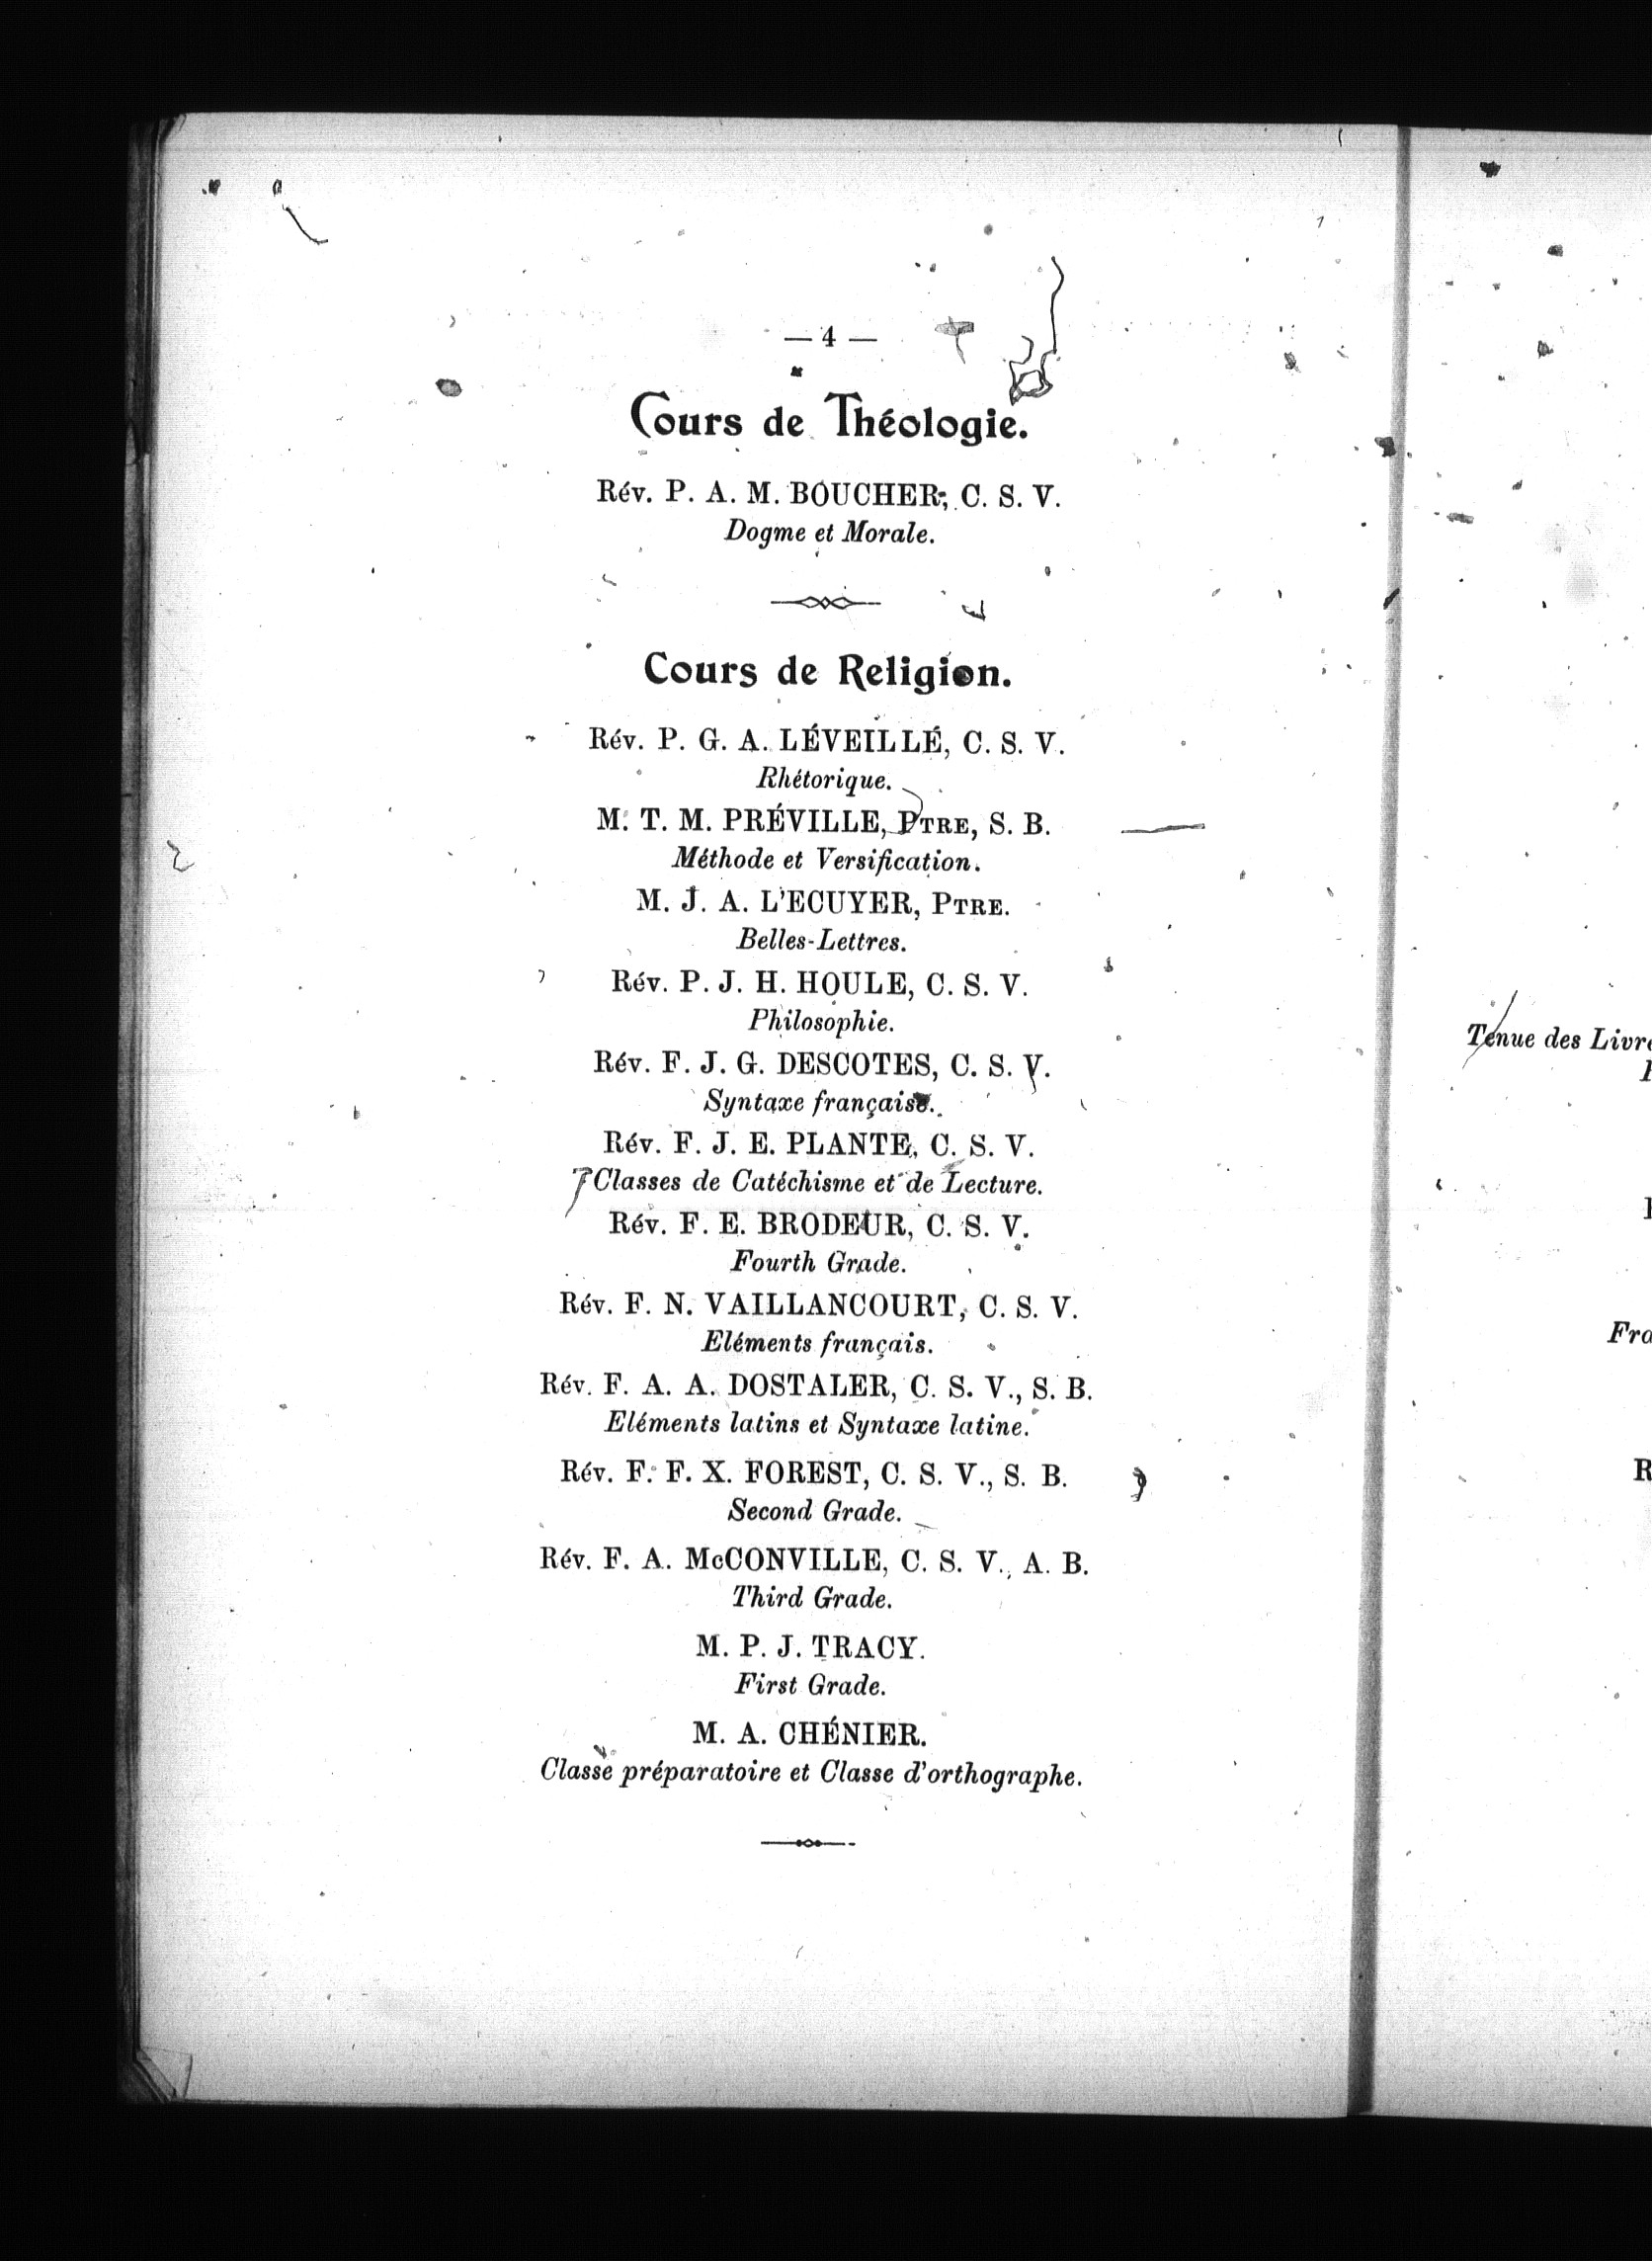 — 4 —
Cours de Théologie.
Rév. P. A. M. BOUCHER, C. S. V.
Dogme et Morale.
Cours de Religion.
Rév. P. G. A. LÉVEILLÉ, C. S. V.
Rhétorique.
M. T. M. PRÉVILLE, PTRE, S. B.
Méthode et Versification.
M. J. A. L'ECUYER, PTRE.
Belles-Lettres.
Rév. P. J. H. HOULE, C. S. V.
Philosophie.
Rév. F. J. G. DESCOTES, C. S. V.
Syntaxe française.
Rév. F. J. E. PLANTE, C. S. V.
Classes de Catéchisme et de Lecture.
Rév. F. E. BRODEUR, C. S. V.
Fourth Grade.
Rév. F. N. VAILLANCOURT, C. S. V.
Eléments français.
Rév. F. A. A. DOSTALER, C. S. V., S. B.
Eléments latins et Syntaxe latine.
Rév. F. F. X. FOREST, C. S. V., S. B.
Second Grade.
Rév. F. A. McCONVILLE, C. S. V., A. B.
Third Grade.
M. P. J. TRACY.
First Grade.
M. A. CHÉNIER.
Classe préparatoire et Classe d'orthographe.
Tenue des Livre
Fra
R